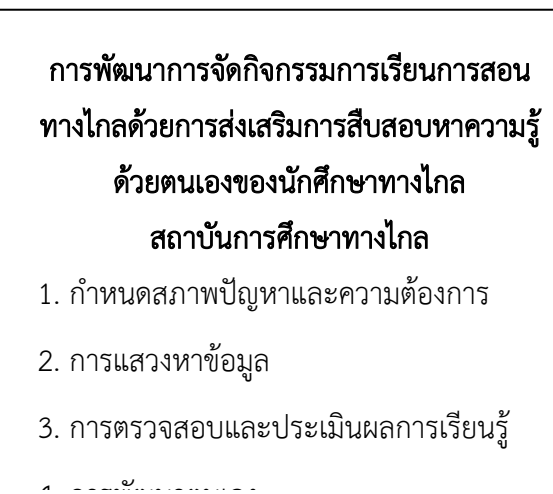 การพัฒนาการจัดกิจกรรมการเรียนการสอน
ทางไกลด้วยการส่งเสริมการสืบสอบหาความรู้
ด้วยตนเองของนักศึกษาทางไกล
สถาบันการศึกษาทางไกล
1. กำหนดสภาพปัญหาและความต้องการ
2. การแสวงหาข้อมูล
3. การตรวจสอบและประเมินผลการเรียนรู้